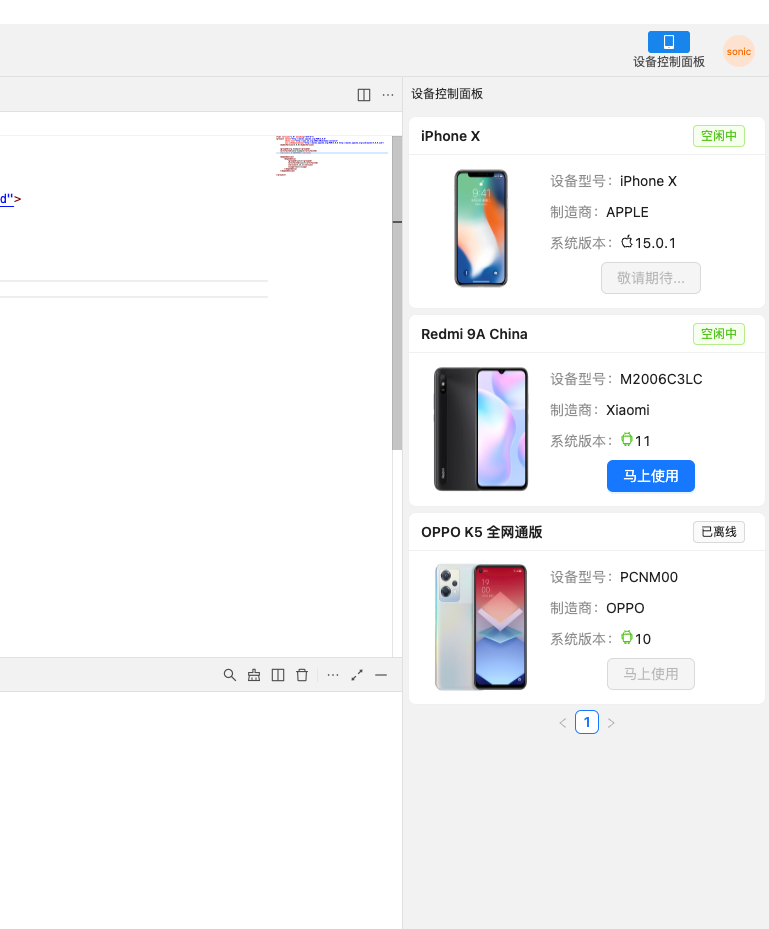 设备控制面板
sonic
···
设备控制面板
d">
iPhone X
空闲中
设备型号: iPhone X
制造商: APPLE
系统版本: 15.0.1
敬请期待...
Redmi 9A China
空闲中
设备型号: M2006C3LC
制造商: Xiaomi
系统版本: 11
马上使用
OPPO K5 全网通版
已离线
设备型号: PCNM00
制造商: OPPO
系统版本: 10
马上使用
···
< 1 >